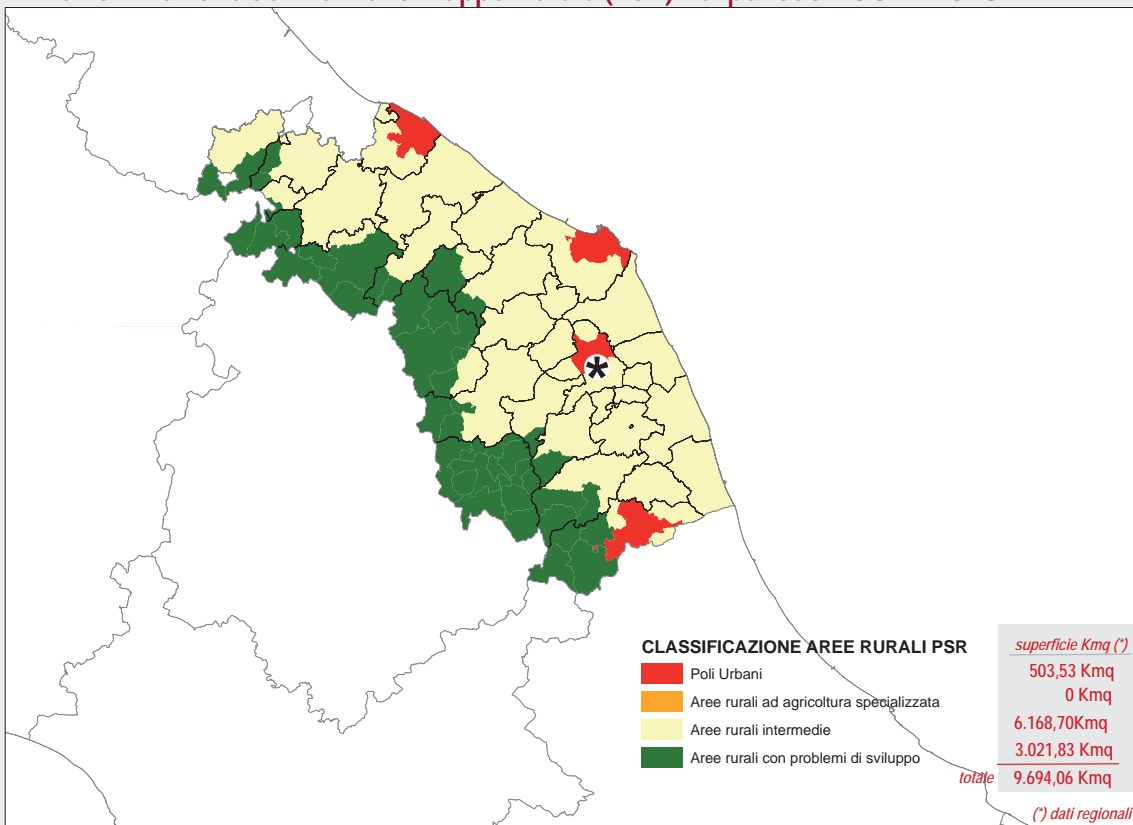 CLASSIFICAZIONE AREE RURALI PSR
superficie Kmq (*)
Poli Urbani
503,53 Kmq
Aree rurali ad agricoltura specializzata
0 Kmq
Aree rurali intermedie
6.168,70Kmq
Aree rurali con problemi di sviluppo
3.021,83 Kmq
totale 9.694,06 Kmq
(*) dati regionali
*